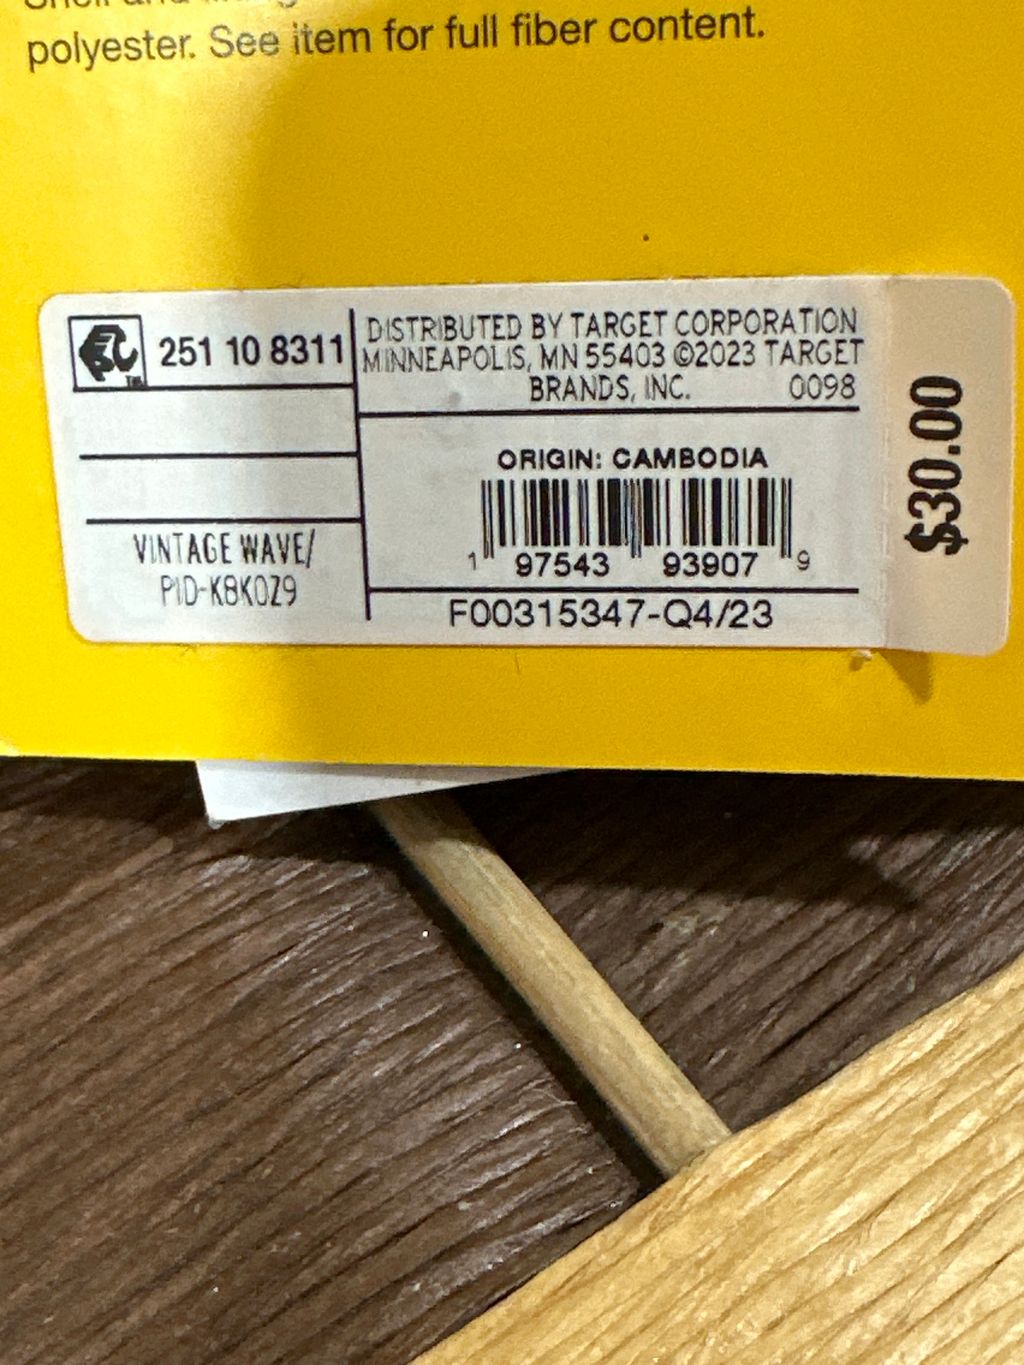 polyester. See item for full fiber content.
251 10 8311
DISTRIBUTED BY TARGET CORPORATION
MINNEAPOLIS, MN 55403 ©2023 TARGET
BRANDS, INC. 0098
ORIGIN: CAMBODIA
1 97543 93907 9
F00315347-Q4/23
VINTAGE WAVE/
PID-K8K0Z9
$30.00